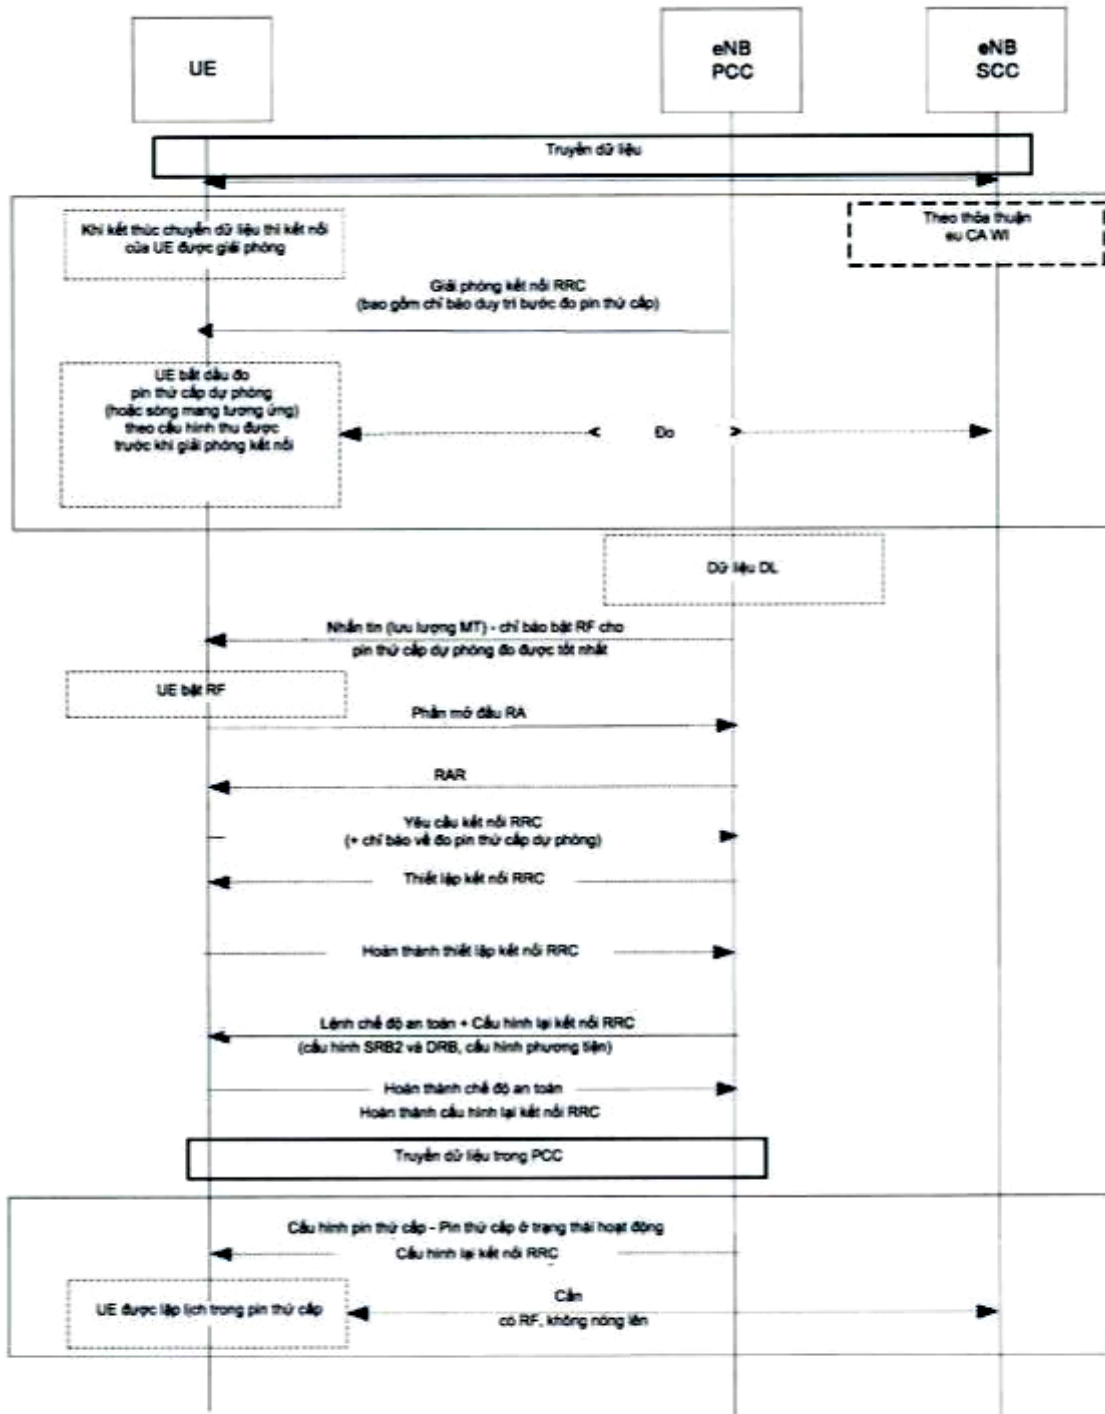 UE
eNB
PCC
eNB
SCC
Truyền dữ liệu
Khi kết thúc chuyển dữ liệu thì kết nối
của UE được giải phóng
Theo thỏa thuận
eu CA WI
Giải phóng kết nối RRC
(bao gồm chỉ báo duy trì bước đo pin thứ cấp)
UE bắt đầu đo
pin thứ cấp dự phòng
(hoặc sóng mang tương ứng)
theo cấu hình thu được
trước khi giải phóng kết nối
Đo
Dữ liệu DL
Nhắn tin (lưu lượng MT) - chỉ báo bật RF cho
pin thứ cấp dự phòng đo được tốt nhất
UE bật RF
Phần mở đầu RA
RAR
Yêu cầu kết nối RRC
(+ chỉ báo về đo pin thứ cấp dự phòng)
Thiết lập kết nối RRC
Hoàn thành thiết lập kết nối RRC
Lệnh chế độ an toàn + Cấu hình lại kết nối RRC
(cấu hình SRB2 và DRB, cấu hình phương tiện)
Hoàn thành chế độ an toàn
Hoàn thành cấu hình lại kết nối RRC
Truyền dữ liệu trong PCC
Cấu hình pin thứ cấp - Pin thứ cấp ở trạng thái hoạt động
Cấu hình lại kết nối RRC
UE được lập lịch trong pin thứ cấp
Cần
có RF, không nóng lên